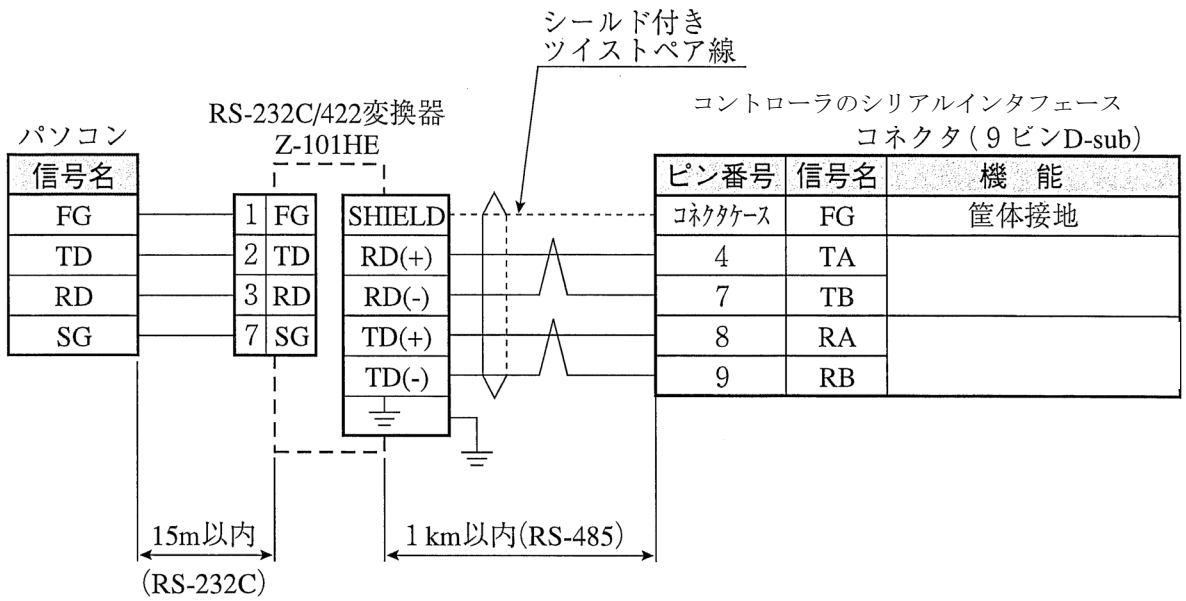 シールド付き
ツイストペア線
RS-232C/422変換器
Z-101HE
コントローラのシリアルインタフェース
コネクタ(9ピンD-sub)
パソコン
信号名
FG
TD
RD
SG
1 FG
2 TD
3 RD
7 SG
SHIELD
RD(+)
RD(-)
TD(+)
TD(-)
ピン番号 信号名 機 能
コネクタケース FG 筐体接地
4 TA
7 TB
8 RA
9 RB
15m以内
(RS-232C)
1km以内(RS-485)